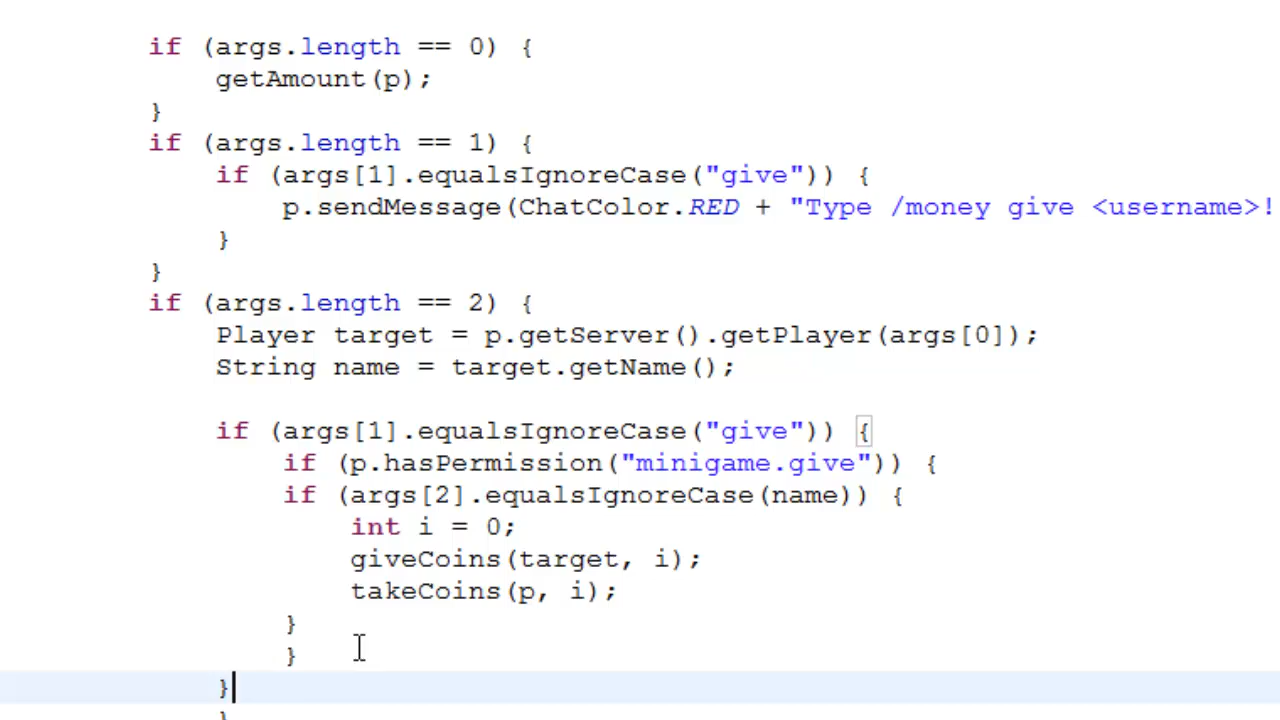 if (args.length == 0) {
getAmount(p);
}
if (args.length == 1) {
if (args[1].equalsIgnoreCase("give")) {
p.sendMessage(ChatColor.RED + "Type /money give <username>!
}
}
if (args.length == 2) {
Player target = p.getServer().getPlayer(args[0]);
String name = target.getName();
if (args[1].equalsIgnoreCase("give")) {
if (p.hasPermission("minigame.give")) {
if (args[2].equalsIgnoreCase(name)) {
int i = 0;
giveCoins(target, i);
takeCoins(p, i);
}
}
}
}